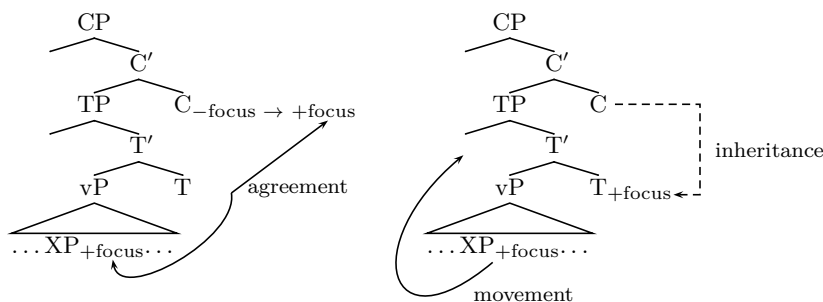 CP
C′
TP
C−focus → +focus
T′
agreement
vP
T
…XP+focus…
CP
C′
TP
C
T′
inheritance
vP
T+focus
…XP+focus…
movement